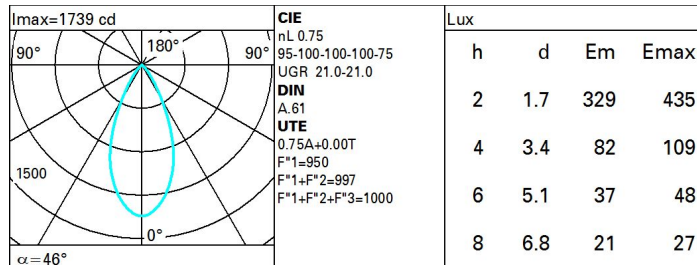 Imax=1739 cd
90° 180° 90°
1500
0°
α=46°
CIE
nL 0.75
95-100-100-100-75
UGR 21.0-21.0
DIN
A.61
UTE
0.75A+0.00T
F"1=950
F"1+F"2=997
F"1+F"2+F"3=1000
Lux
h d Em Emax
2 1.7 329 435
4 3.4 82 109
6 5.1 37 48
8 6.8 21 27